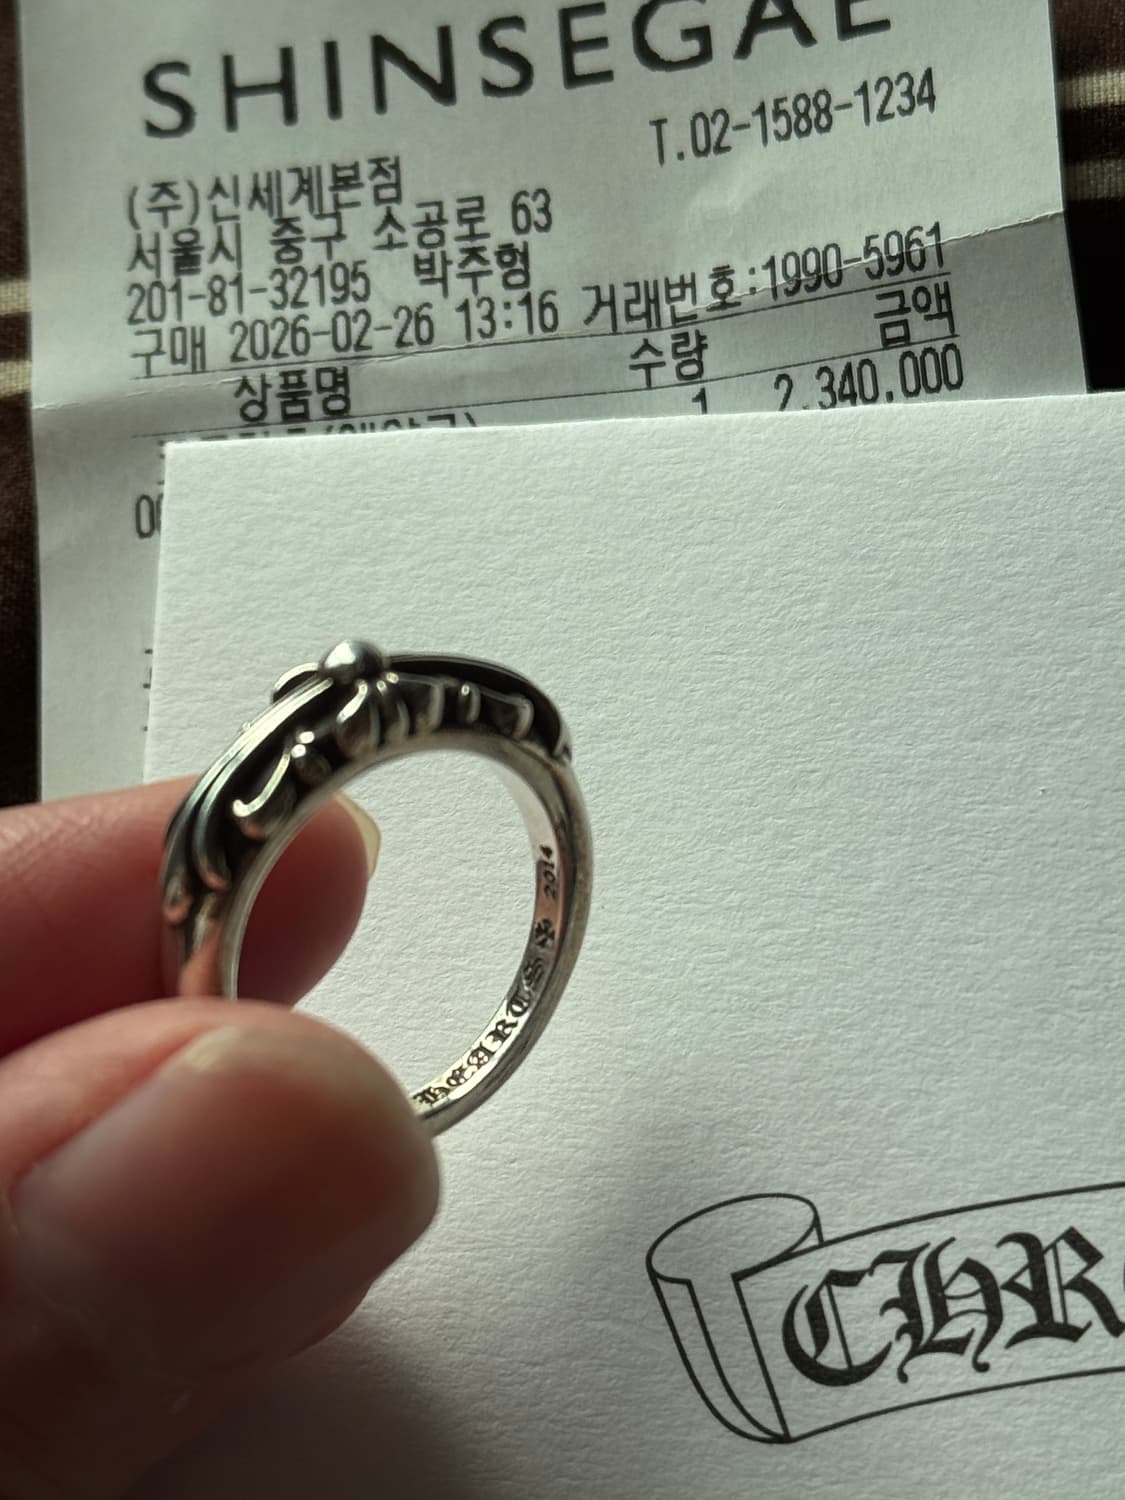 SHINSEGAE
T.02-1588-1234
(주)신세계본점
서울시 중구 소공로 63
201-81-32195 박주형
구매 2026-02-26 13:16 거래번호:1990-5961
상품명 수량 금액
1 2,340,000
2014
CHR